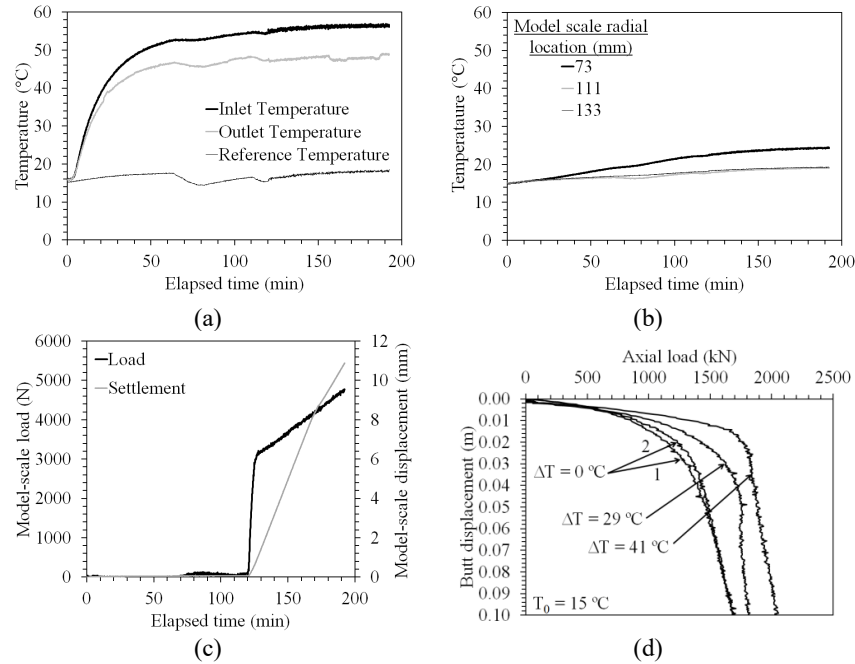 60
50
40
30
20
10
0
Temperature (°C)
Inlet Temperature
Outlet Temperature
Reference Temperature
0 50 100 150 200
Elapsed time (min)
(a)
60
50
40
30
20
10
0
Temperataure (°C)
Model scale radial
location (mm)
73
111
133
0 50 100 150 200
Elapsed time (min)
(b)
6000
5000
4000
3000
2000
1000
0
Model-scale load (N)
Load
Settlement
12
10
8
6
4
2
0
Model-scale displacement (mm)
0 50 100 150 200
Elapsed time (min)
(c)
Axial load (kN)
0 500 1000 1500 2000 2500
0.00
0.01
0.02
0.03
0.04
0.05
0.06
0.07
0.08
0.09
0.10
Butt displacement (m)
2
ΔT = 0 ºC
1
ΔT = 29 ºC
ΔT = 41 ºC
T0 = 15 ºC
(d)